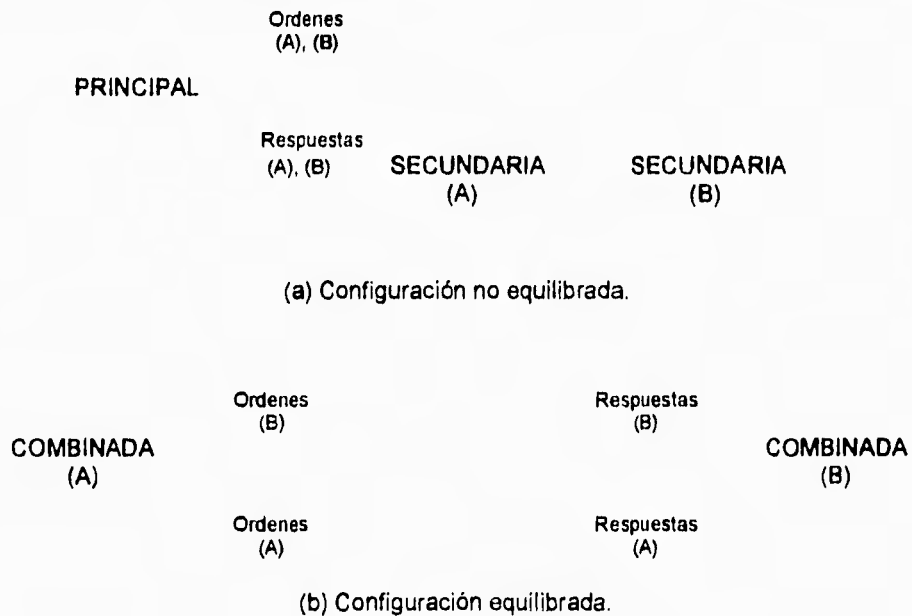 Ordenes
(A), (B)
PRINCIPAL
Respuestas
(A), (B)
SECUNDARIA
(A)
SECUNDARIA
(B)
(a) Configuración no equilibrada.
Ordenes
(B)
Respuestas
(B)
COMBINADA
(A)
COMBINADA
(B)
Ordenes
(A)
Respuestas
(A)
(b) Configuración equilibrada.